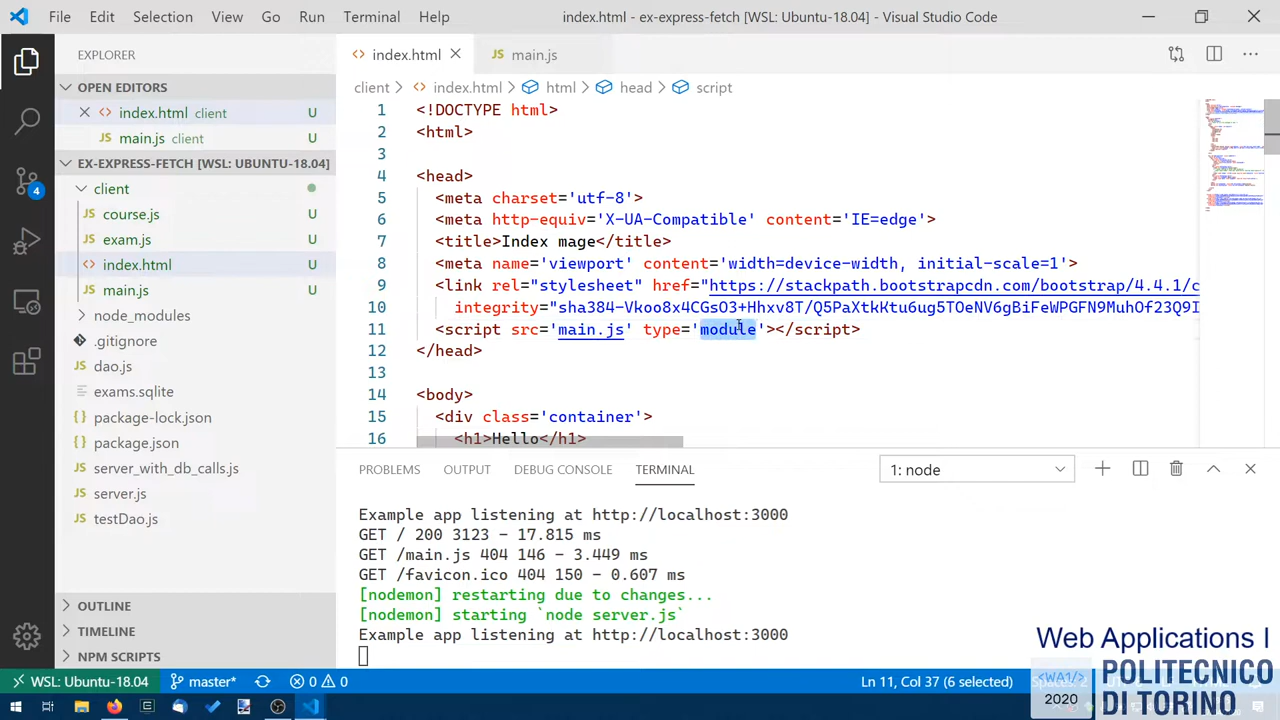 File Edit Selection View Go Run Terminal Help index.html - ex-express-fetch [WSL: Ubuntu-18.04] - Visual Studio Code
EXPLORER
OPEN EDITORS
index.html client U
main.js client U
EX-EXPRESS-FETCH [WSL: UBUNTU-18.04]
client
course.js U
exam.js U
index.html U
main.js U
node_modules
.gitignore
dao.js
exams.sqlite
package-lock.json
package.json
server_with_db_calls.js
server.js
testDao.js
OUTLINE
TIMELINE
NPM SCRIPTS
4
index.html
JS main.js
client > index.html > html > head > script
1 <!DOCTYPE html>
2 <html>
3
4 <head>
5 <meta charset='utf-8'>
6 <meta http-equiv='X-UA-Compatible' content='IE=edge'>
7 <title>Index mage</title>
8 <meta name='viewport' content='width=device-width, initial-scale=1'>
9 <link rel="stylesheet" href="https://stackpath.bootstrapcdn.com/bootstrap/4.4.1/c
10 integrity="sha384-Vkoo8x4CGsO3+Hhxv8T/Q5PaXtkKtu6ug5TOeNV6gBiFeWPGFN9MuhOf23Q9I
11 <script src='main.js' type='module'></script>
12 </head>
13
14 <body>
15 <div class='container'>
16 <h1>Hello</h1>
PROBLEMS OUTPUT DEBUG CONSOLE TERMINAL 1: node
Example app listening at http://localhost:3000
GET / 200 3123 - 17.815 ms
GET /main.js 404 146 - 3.449 ms
GET /favicon.ico 404 150 - 0.607 ms
[nodemon] restarting due to changes...
[nodemon] starting `node server.js`
Example app listening at http://localhost:3000
WSL: Ubuntu-18.04 master* 0 0 Ln 11, Col 37 (6 selected)
Web Applications I
<WA1/>
2020
POLITECNICO
DI TORINO